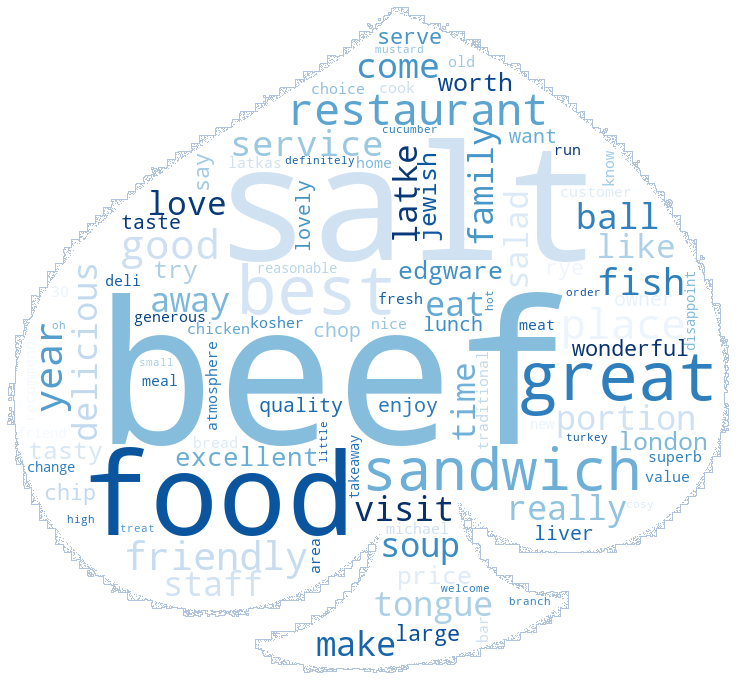 serve
mustard
come
old
worth
choice
cook
restaurant
cucumber
service
want
say
latkas
definitely
home
run
know
salt
latke
jewish
family
love
lovely
customer
taste
salad
ball
good
like
try
reasonable
edgware
rye
deli
best
fish
30
away
fresh
eat
hot
order
owner
disappoint
generous
kosher
chicken
chop
nice
lunch
meat
place
oh
year
delicious
beef
small
atmosphere
wonderful
meal
great
quality
enjoy
time
traditional
portion
new
bread
little
turkey
london
tasty
excellent
takeaway
superb
change
sandwich
value
chip
food
visit
really
cosy
high
treat
michael
liver
friendly
area
soup
staff
price
welcome
tongue
bar
branch
large
make